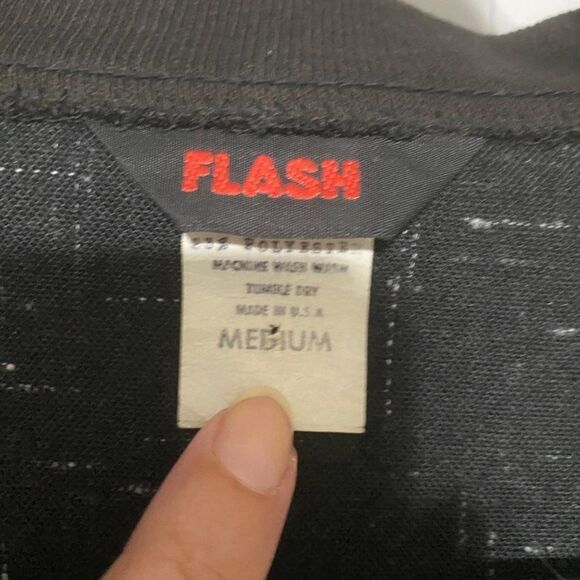 FLASH
POLYESTER
MACHINE WASH WARM
TUMBLE DRY
MADE IN U.S.A
MEDIUM